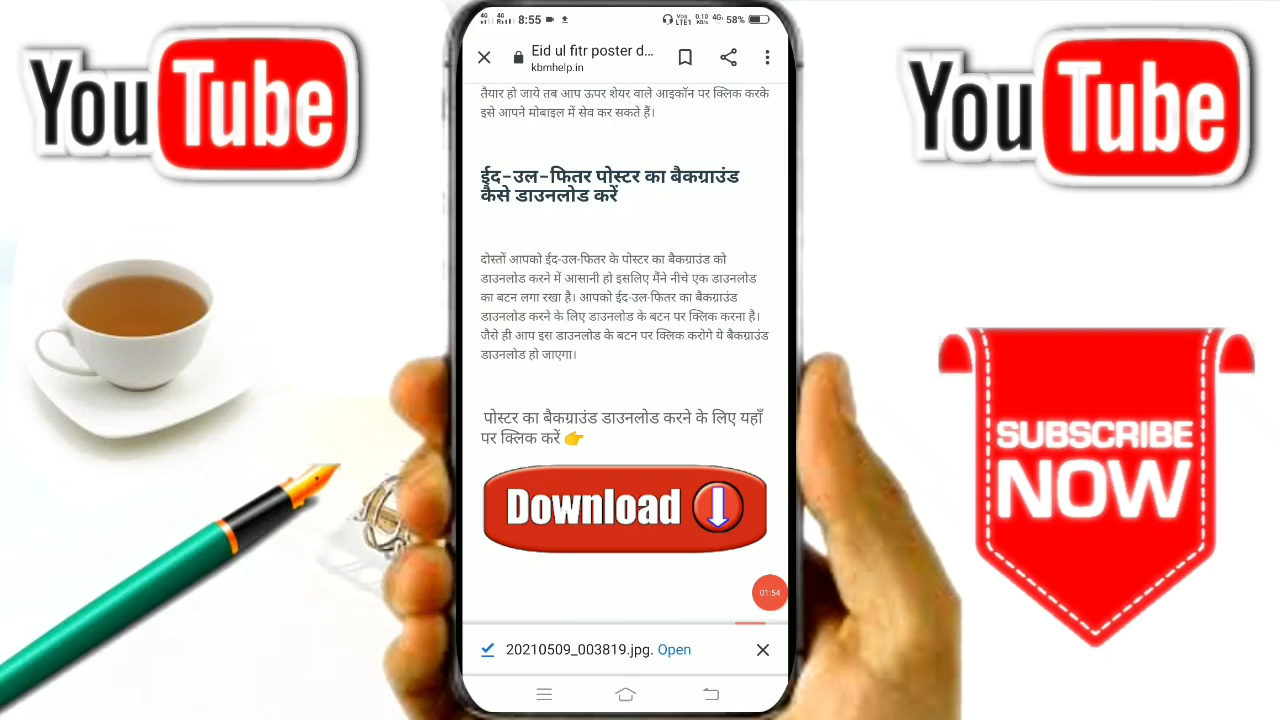 YouTube
YouTube
8:55
58%
Eid ul fitr poster d...
kbmhelp.in
तैयार हो जाये तब आप ऊपर शेयर वाले आइकॉन पर क्लिक करके
इसे आपने मोबाइल में सेव कर सकते हैं।
ईद-उल-फितर पोस्टर का बैकग्राउंड
कैसे डाउनलोड करें
दोस्तों आपको ईद-उल-फितर के पोस्टर का बैकग्राउंड को
डाउनलोड करने में आसानी हो इसलिए मैंने नीचे एक डाउनलोड
का बटन लगा रखा है। आपको ईद-उल-फितर का बैकग्राउंड
डाउनलोड करने के लिए डाउनलोड के बटन पर क्लिक करना है।
जैसे ही आप इस डाउनलोड के बटन पर क्लिक करोगे ये बैकग्राउंड
डाउनलोड हो जाएगा।
पोस्टर का बैकग्राउंड डाउनलोड करने के लिए यहाँ
पर क्लिक करें 👉
Download
01:54
20210509_003819.jpg. Open
SUBSCRIBE
NOW